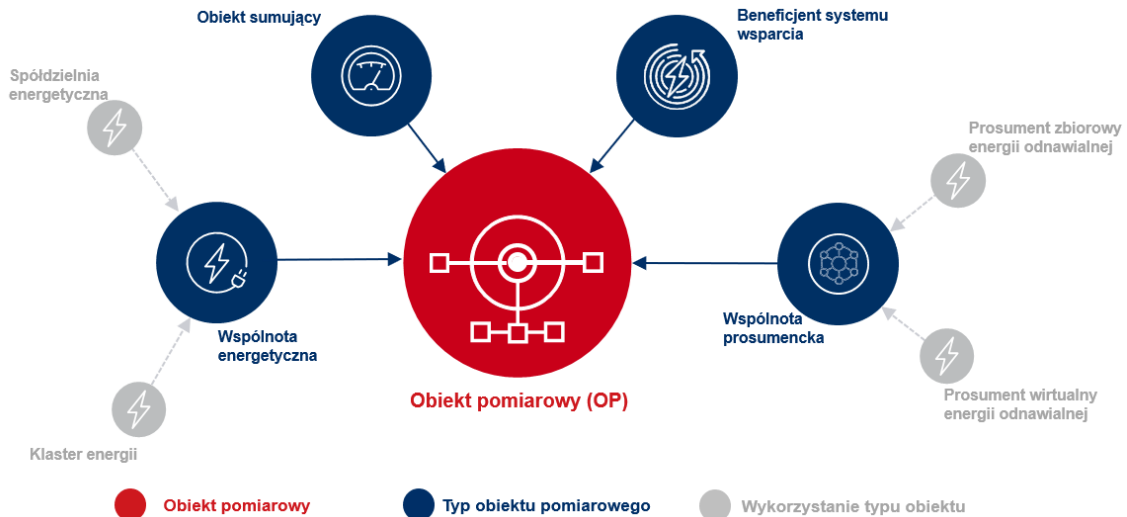 Obiekt sumujący
Beneficjent systemu
wsparcia
Spółdzielnia
energetyczna
Prosument zbiorowy
energii odnawialnej
Wspólnota
energetyczna
Wspólnota
prosumencka
Obiekt pomiarowy (OP)
Prosument wirtualny
energii odnawialnej
Klaster energii
Obiekt pomiarowy
Typ obiektu pomiarowego
Wykorzystanie typu obiektu